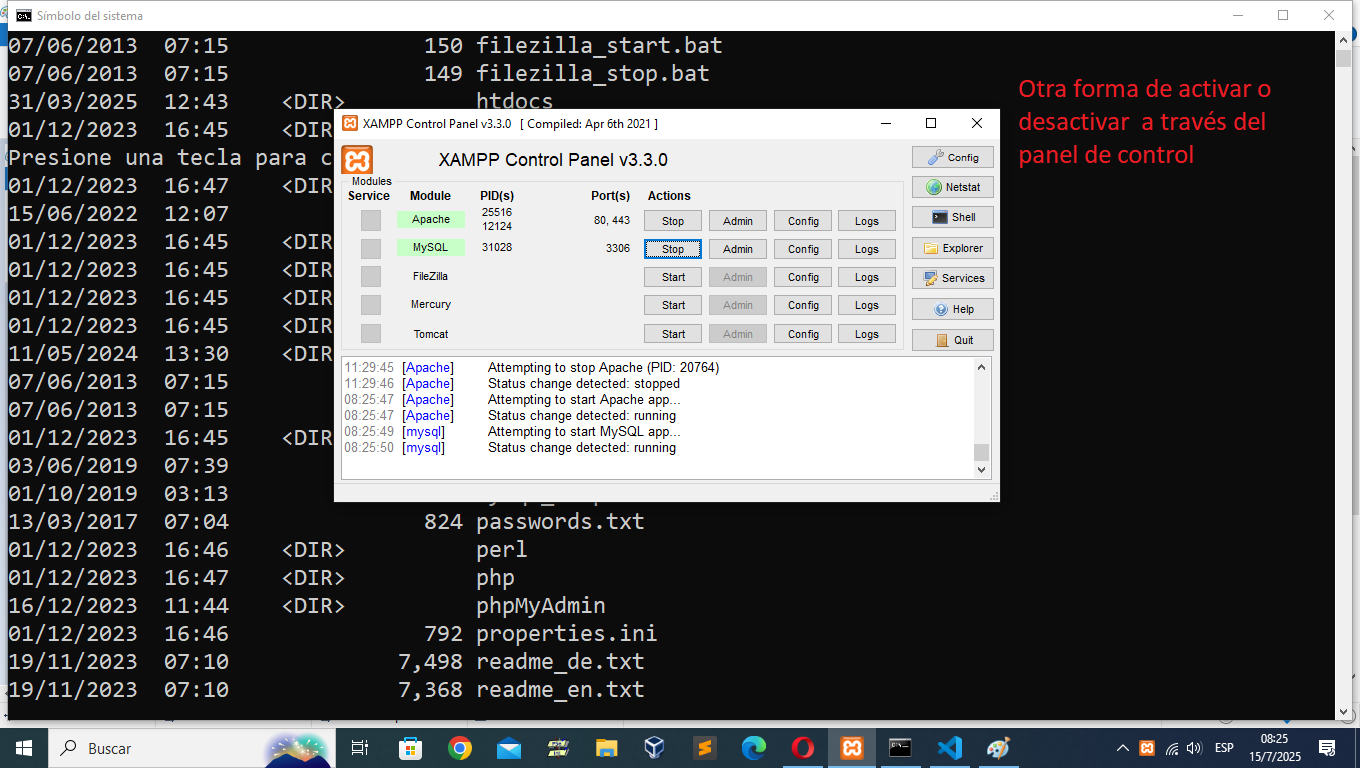 Símbolo del sistema
07/06/2013 07:15 150 filezilla_start.bat
07/06/2013 07:15 149 filezilla_stop.bat
31/03/2025 12:43 <DIR> htdocs
01/12/2023 16:45 <DIR>
Presione una tecla para c
01/12/2023 16:47 <DIR
15/06/2022 12:07
01/12/2023 16:45 <DIR
01/12/2023 16:45 <DIR
01/12/2023 16:45 <DIR
01/12/2023 16:45 <DIR
11/05/2024 13:30 <DIR
07/06/2013 07:15
07/06/2013 07:15
01/12/2023 16:45 <DIR
03/06/2019 07:39
01/10/2019 03:13
13/03/2017 07:04 824 passwords.txt
01/12/2023 16:46 <DIR> perl
01/12/2023 16:47 <DIR> php
16/12/2023 11:44 <DIR> phpMyAdmin
01/12/2023 16:46 792 properties.ini
19/11/2023 07:10 7,498 readme_de.txt
19/11/2023 07:10 7,368 readme_en.txt
Otra forma de activar o
desactivar a través del
panel de control
XAMPP Control Panel v3.3.0 [ Compiled: Apr 6th 2021 ]
XAMPP Control Panel v3.3.0
Modules
Service Module PID(s) Port(s) Actions
Apache 25516 12124 80, 443 Stop Admin Config Logs
MySQL 31028 3306 Stop Admin Config Logs
FileZilla Start Admin Config Logs
Mercury Start Admin Config Logs
Tomcat Start Admin Config Logs
Config
Netstat
Shell
Explorer
Services
Help
Quit
11:29:45 [Apache] Attempting to stop Apache (PID: 20764)
11:29:46 [Apache] Status change detected: stopped
08:25:47 [Apache] Attempting to start Apache app...
08:25:47 [Apache] Status change detected: running
08:25:49 [mysql] Attempting to start MySQL app...
08:25:50 [mysql] Status change detected: running
Buscar
ESP
08:25
15/7/2025